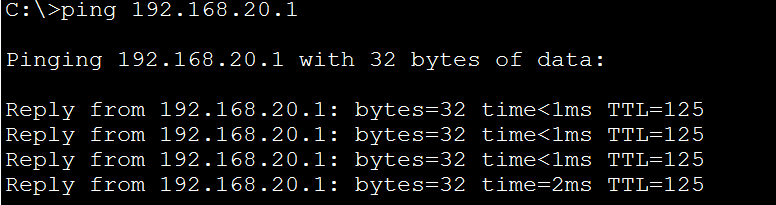 C:\>ping 192.168.20.1
Pinging 192.168.20.1 with 32 bytes of data:
Reply from 192.168.20.1: bytes=32 time<1ms TTL=125
Reply from 192.168.20.1: bytes=32 time<1ms TTL=125
Reply from 192.168.20.1: bytes=32 time<1ms TTL=125
Reply from 192.168.20.1: bytes=32 time=2ms TTL=125